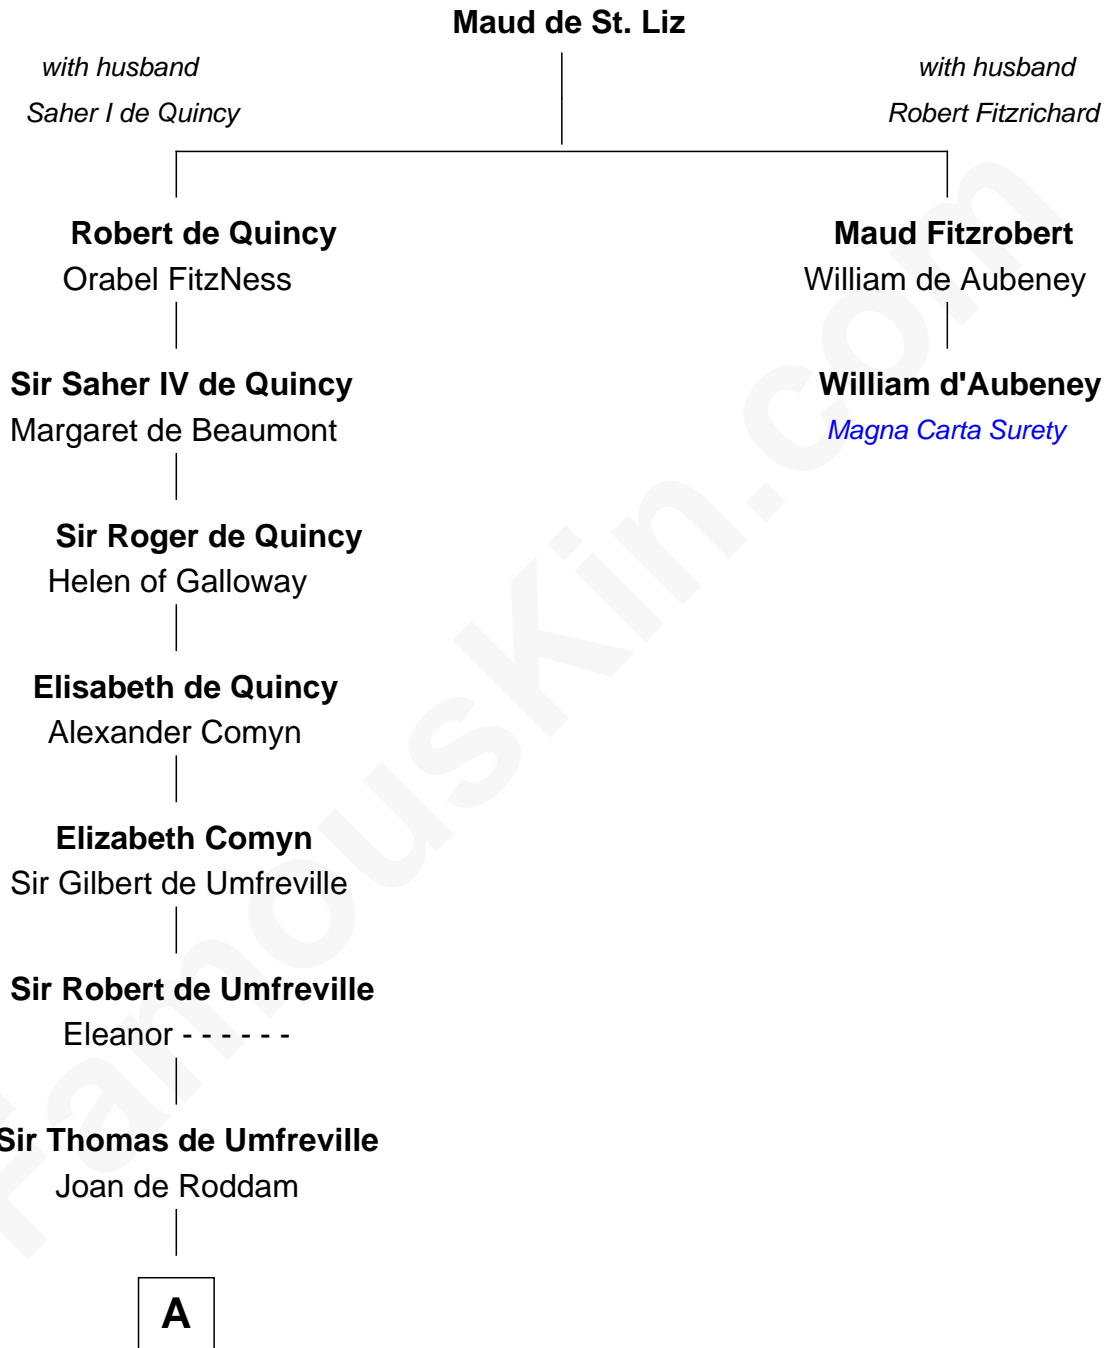 Maud de St. Liz
with husband
Saher I de Quincy
with husband
Robert Fitzrichard
Robert de Quincy
Orabel FitzNess
Maud Fitzrobert
William de Aubeney
Sir Saher IV de Quincy
Margaret de Beaumont
William d'Aubeney
Magna Carta Surety
Sir Roger de Quincy
Helen of Galloway
Elisabeth de Quincy
Alexander Comyn
Elizabeth Comyn
Sir Gilbert de Umfreville
Sir Robert de Umfreville
Eleanor - - - - - -
Sir Thomas de Umfreville
Joan de Roddam
A
FamousKin.com